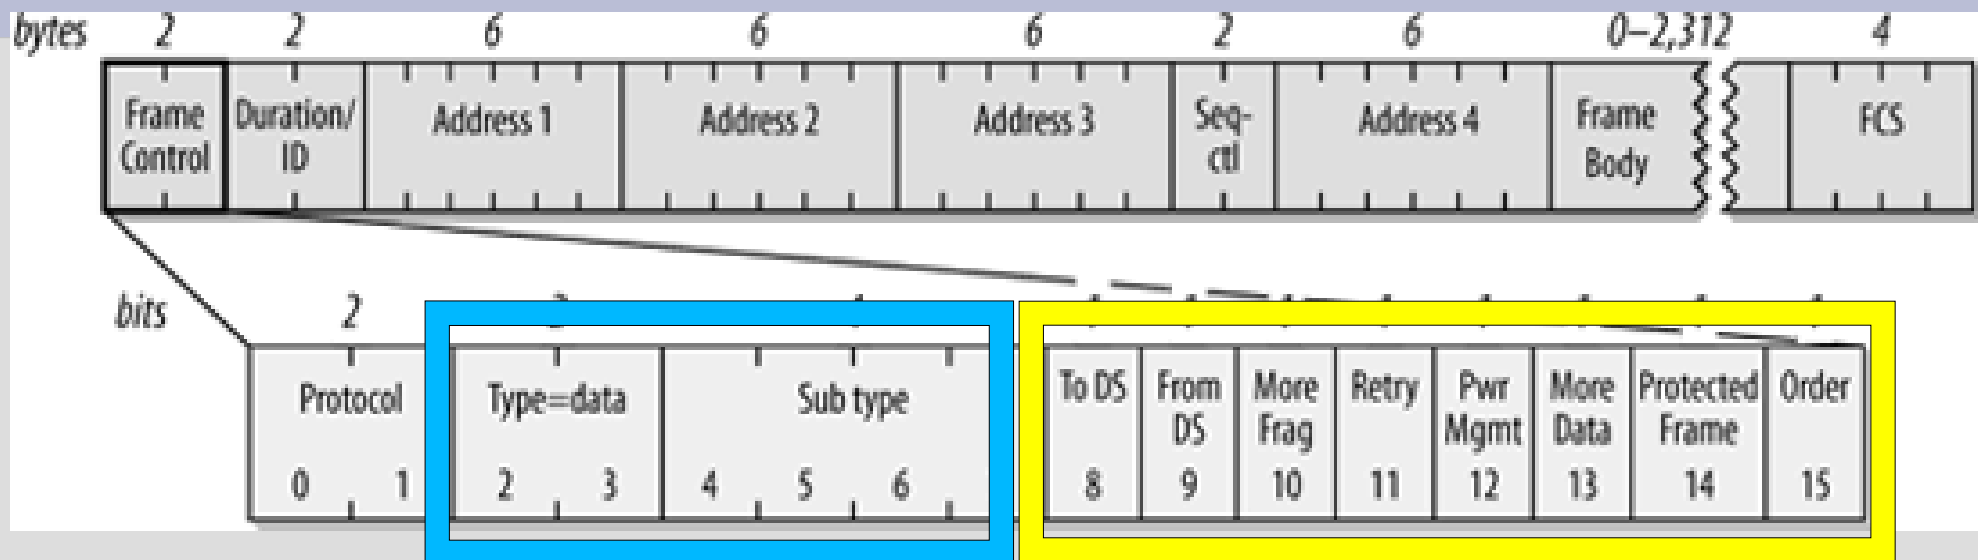 bytes 2 2 6 6 6 2 6 0–2,312 4
Frame Duration/ Address 1 Address 2 Address 3 Seq- Address 4 Frame FCS
Control ID ctl Body
bits 2
Protocol Type=data Sub type To DS From More Retry Pwr More Protected Order
DS Frag Mgmt Data Frame
0 1 2 3 4 5 6 8 9 10 11 12 13 14 15